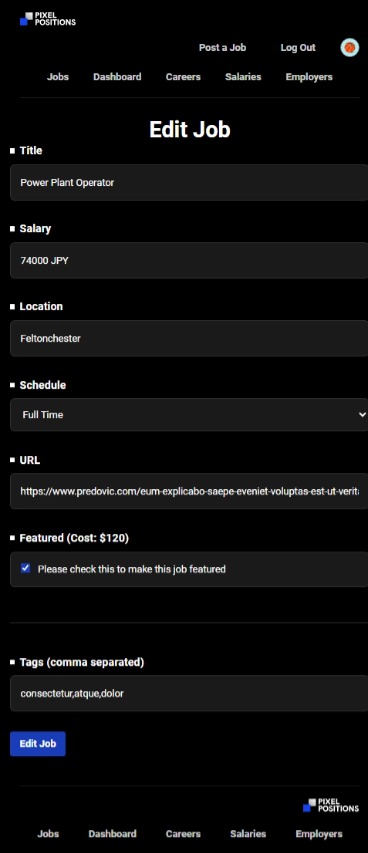 PIXEL
POSITIONS
Post a Job Log Out
Jobs Dashboard Careers Salaries Employers
Edit Job
Title
Power Plant Operator
Salary
74000 JPY
Location
Feltonchester
Schedule
Full Time
URL
https://www.predovic.com/eum-explicabo-saepe-eveniet-voluptas-est-ut-verita
Featured (Cost: $120)
Please check this to make this job featured
Tags (comma separated)
consectetur,atque,dolor
Edit Job
PIXEL
POSITIONS
Jobs Dashboard Careers Salaries Employers